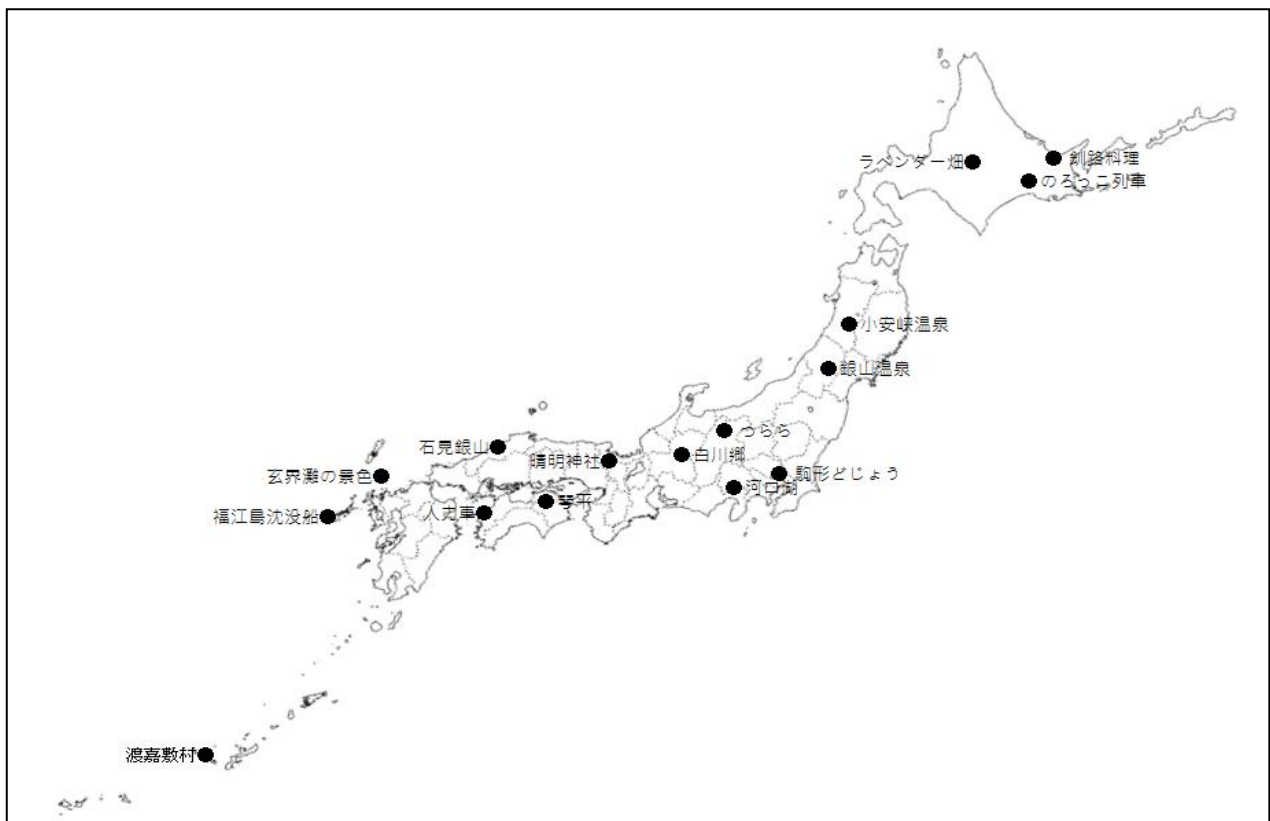 ラベンダー畑
釧路料理
のろっこ列車
小安峡温泉
銀山温泉
つらら
石見銀山
白川郷
晴明神社
駒形どじょう
玄界灘の景色
河口湖
琴平
人力車
福江島沈没船
渡嘉敷村